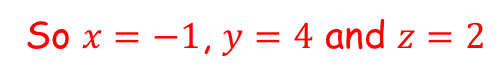 So x = −1, y = 4 and z = 2